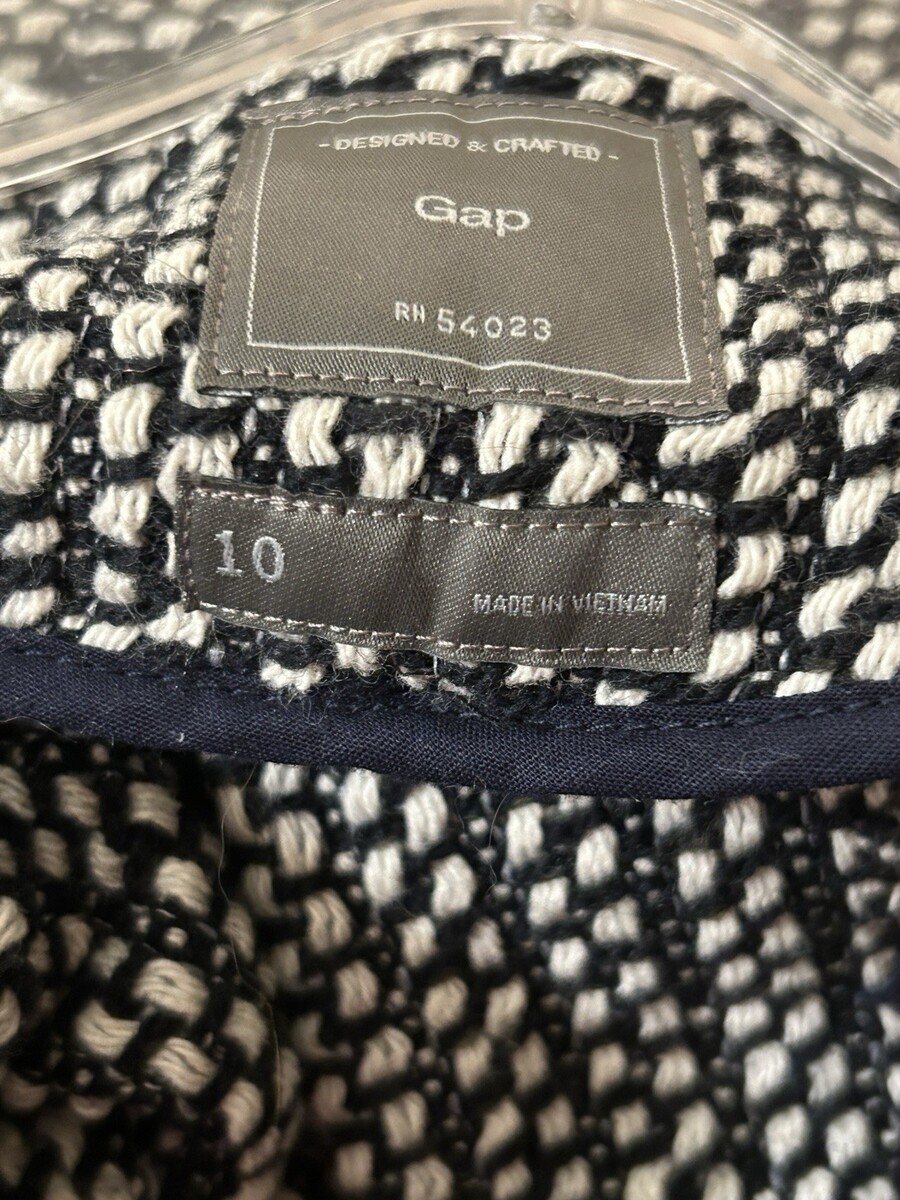 - DESIGNED & CRAFTED -
Gap
RN 54023
10
MADE IN VIETNAM